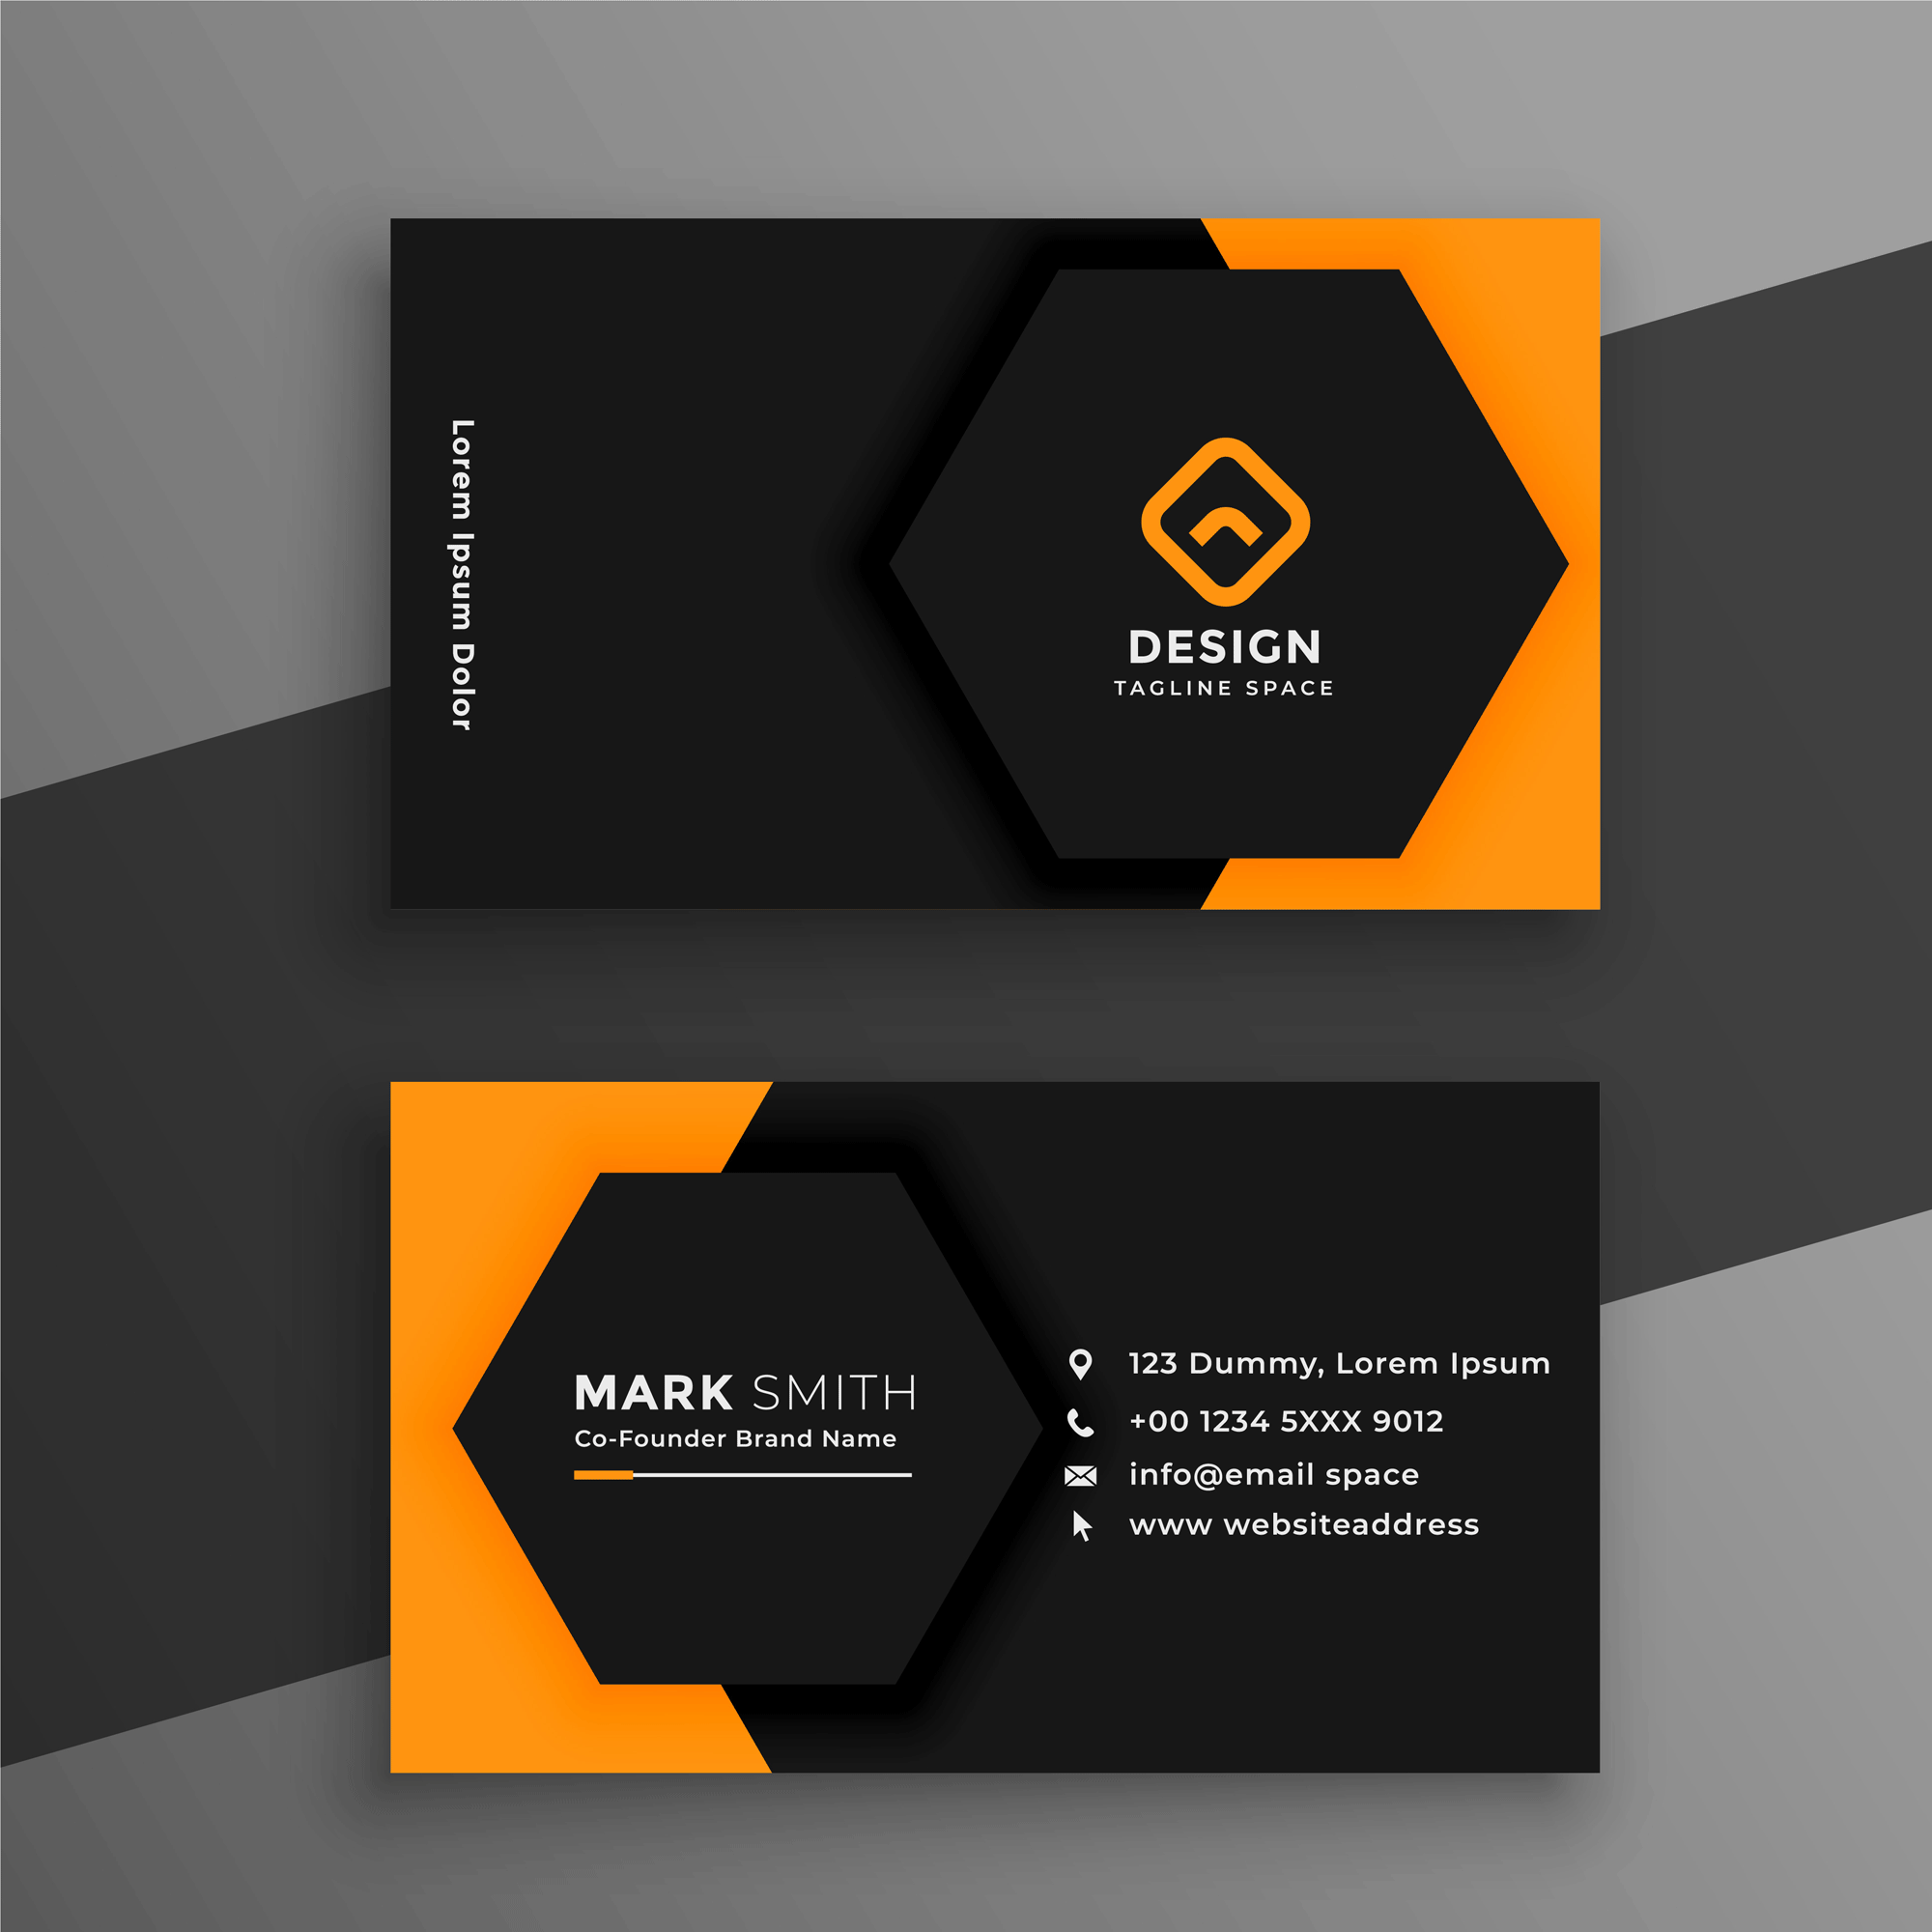 Lorem Ipsum Dolor
DESIGN
TAGLINE SPACE
MARK SMITH
Co-Founder Brand Name
123 Dummy, Lorem Ipsum
+00 1234 5XXX 9012
info@email space
www websiteaddress